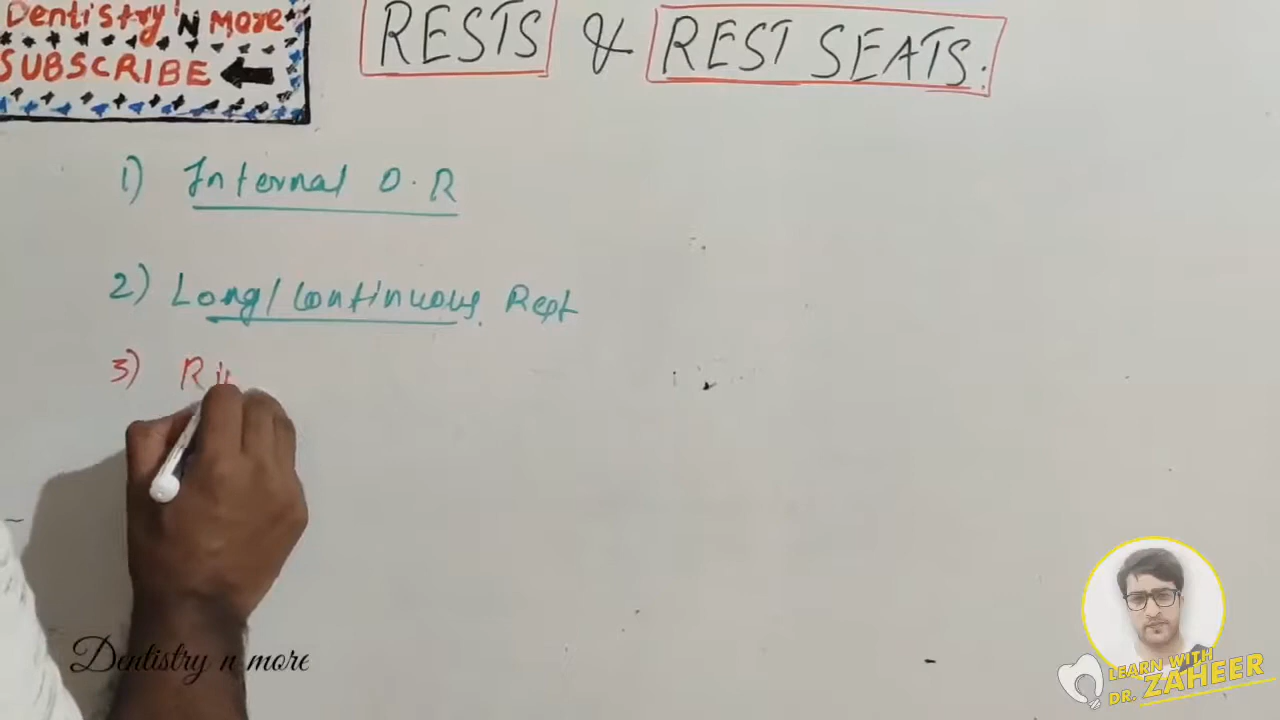 Dentistry 'N More
SUBSCRIBE
RESTS & REST SEATS.
1) Internal O.R
2) Long/Continuous Rest
3) Ri
Dentistry n more
LEARN WITH
DR. ZAHEER